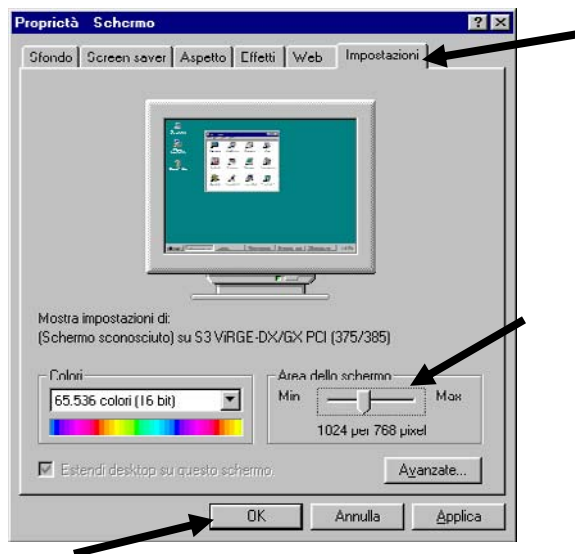 Proprietà Schermo
Sfondo Screen saver Aspetto Effetti Web Impostazioni
Mostra impostazioni di:
(Schermo sconosciuto) su S3 ViRGE-DX/GX PCI (375/385)
Colori
65.536 colori (16 bit)
Area dello schermo
Min Max
1024 per 768 pixel
Estendi desktop su questo schermo.
Avanzate...
OK Annulla Applica